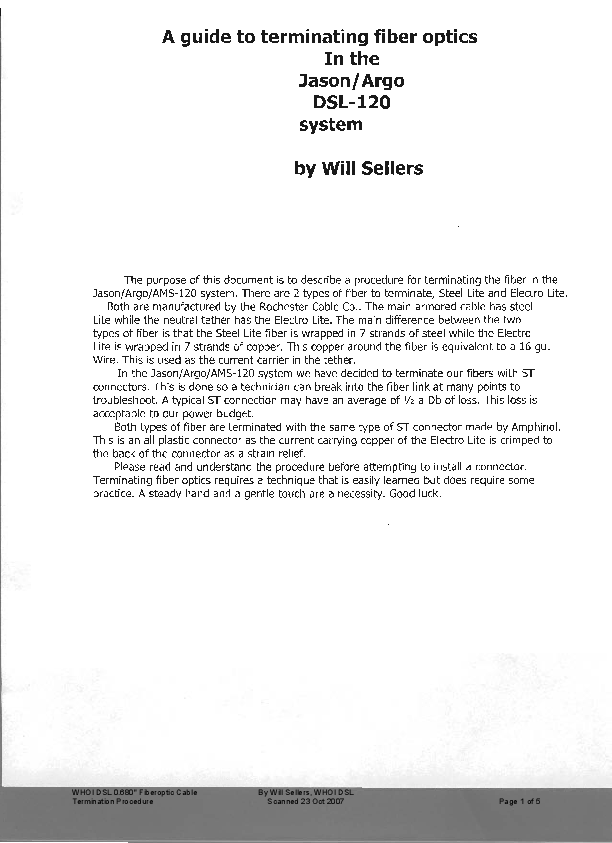 A guide to terminating fiber optics
In the
Jason/Argo
DSL-120
system
by Will Sellers
The purpose of this document is to describe a procedure for terminating the fiber in the
Jason/Argo/AMS-120 system. There are 2 types of fiber to terminate, Steel Lite and Electro Lite.
Both are manufactured by the Rochester Cable Co.. The main armored cable has steel
Lite while the neutral tether has the Electro Lite. The main difference between the two
types of fiber is that the Steel Lite fiber is wrapped in 7 strands of steel while the Electro
Lite is wrapped in 7 strands of copper. This copper around the fiber is equivalent to a 16 gu.
Wire. This is used as the current carrier in the tether.
In the Jason/Argo/AMS-120 system we have decided to terminate our fibers with ST
connectors. This is done so a technician can break into the fiber link at many points to
troubleshoot. A typical ST connection may have an average of ½ a Db of loss. This loss is
acceptable to our power budget.
Both types of fiber are terminated with the same type of ST connector made by Amphinol.
This is an all plastic connector as the current carrying copper of the Electro Lite is crimped to
the back of the connector as a strain relief.
Please read and understand the procedure before attempting to install a connector.
Terminating fiber optics requires a technique that is easily learned but does require some
practice. A steady hand and a gentle touch are a necessity. Good luck.
WHOI DSL 0.680" Fiberoptic Cable By Will Sellers, WHOI DSL
Termination Procedure Scanned 23 Oct 2007 Page 1 of 5